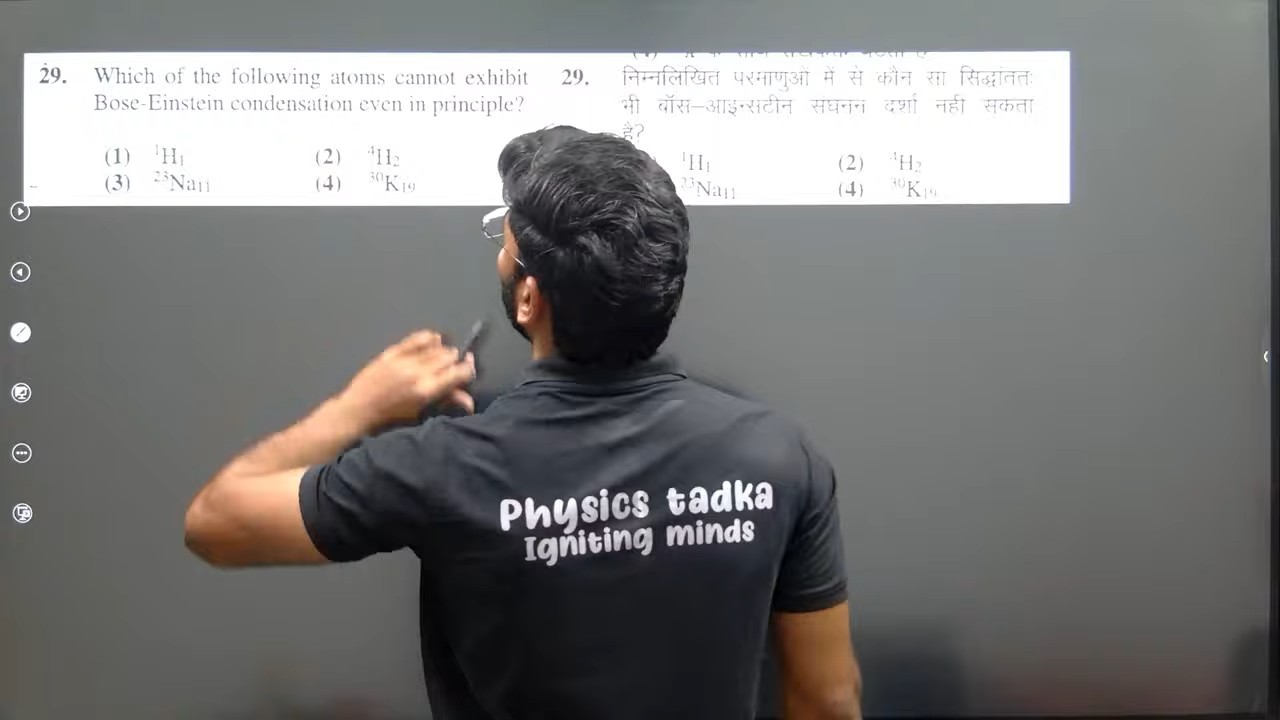 29. Which of the following atoms cannot exhibit
Bose-Einstein condensation even in principle?
(1) ¹H₁ (2) ⁴H₂
(3) ²³Na₁₁ (4) ³⁰K₁₉
29. निम्नलिखित परमाणुओं में से कौन सा सिद्धांततः
भी बॉस–आइन्सटीन संघनन दर्शा नही सकता
है?
¹H₁ (2) ⁴H₂
²³Na₁₁ (4) ³⁰K₁₉
Physics tadka
Igniting minds